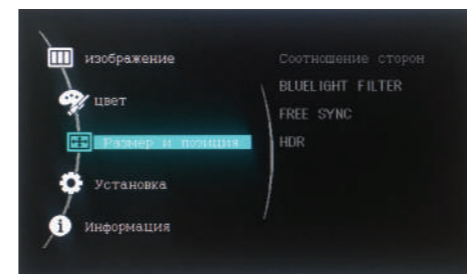 изображение
цвет
Размер и позиция
Установка
Информация
Соотношение сторон
BLUELIGHT FILTER
FREE SYNC
HDR